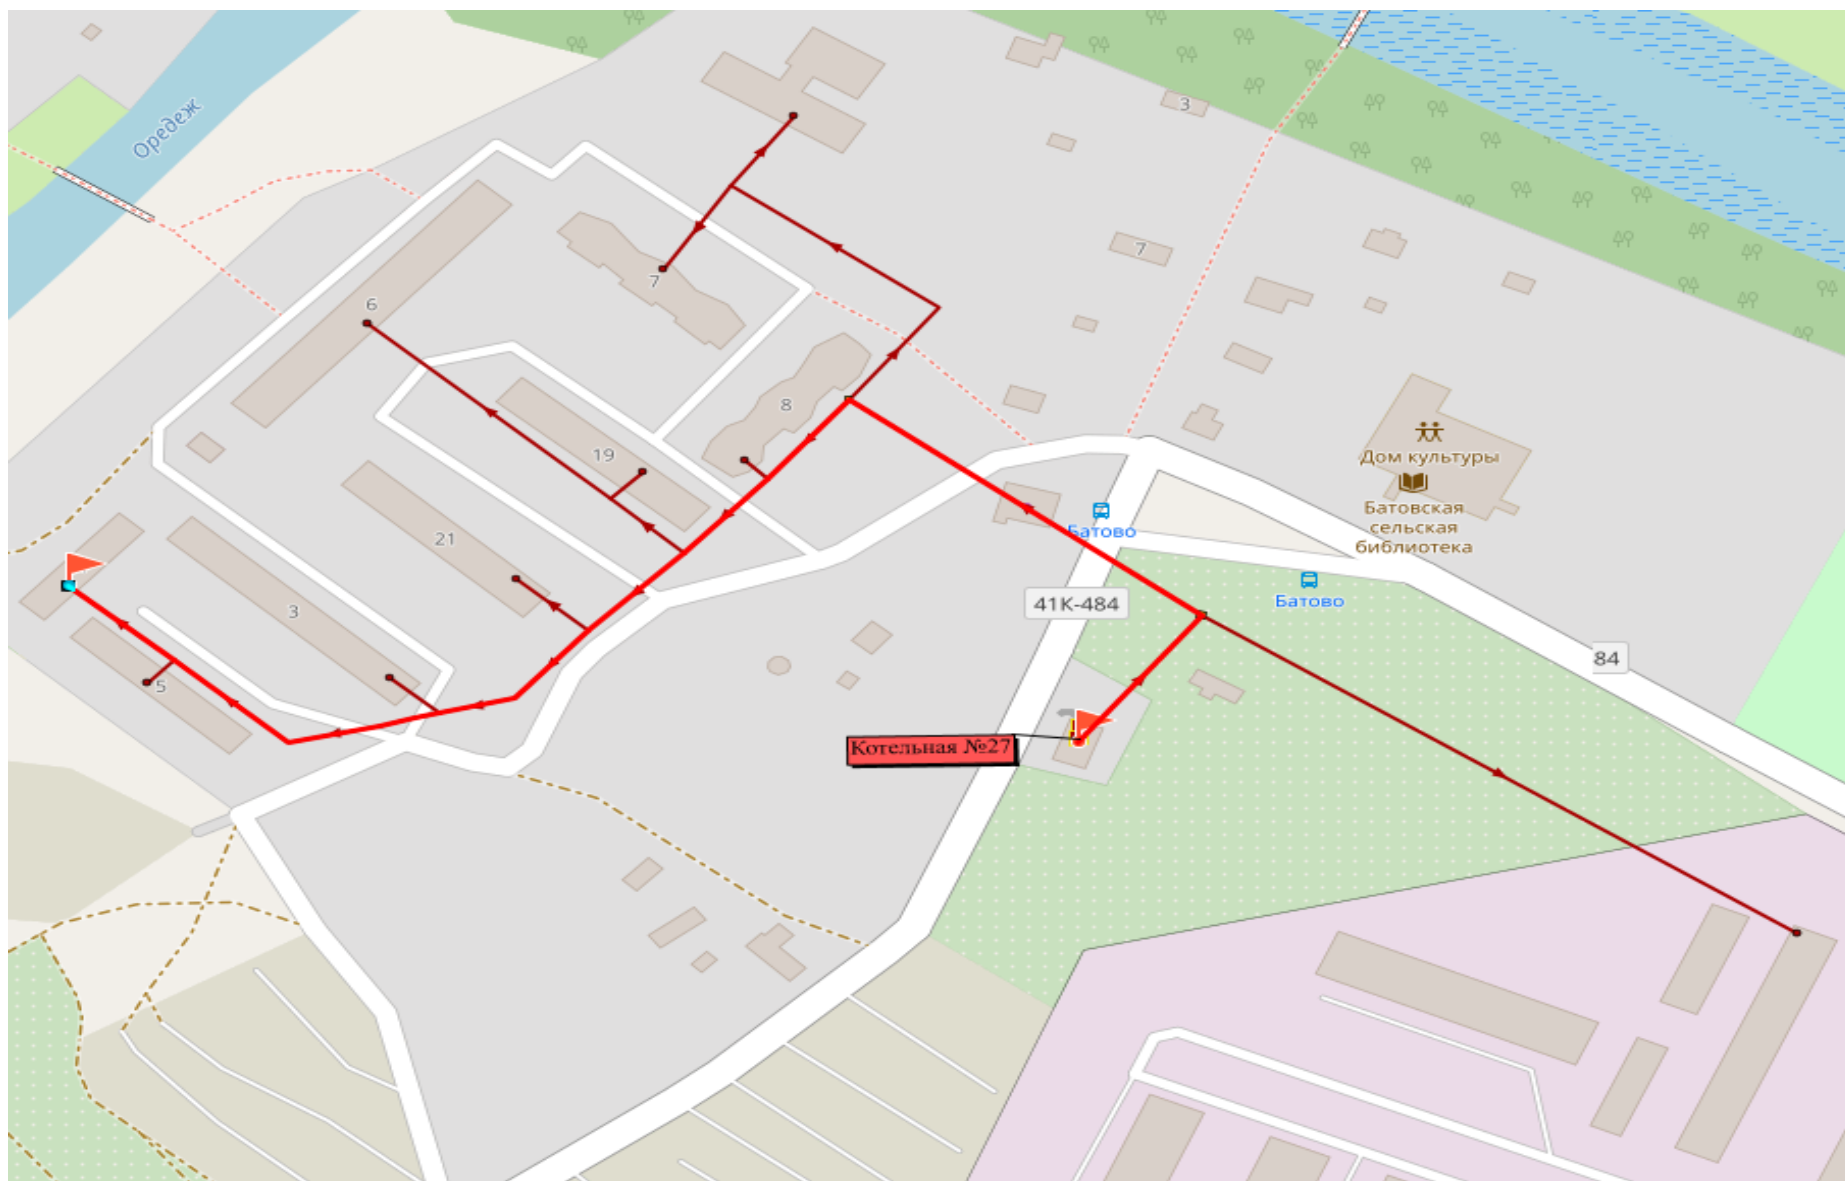 3
Оредеж
7
7
6
8
19
Дом культуры
Батовская
сельская
библиотека
Батово
21
Батово
41К-484
3
84
5
Котельная №27